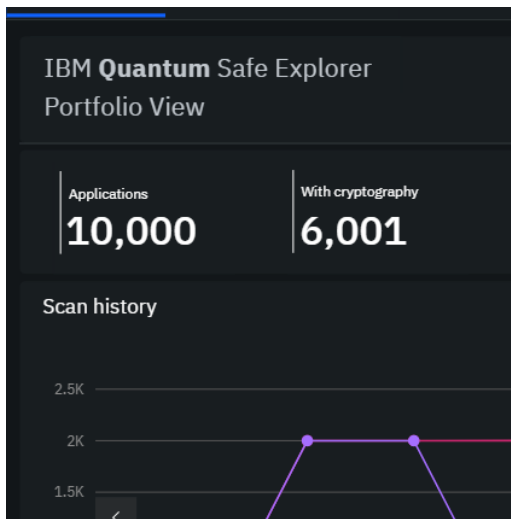 IBM Quantum Safe Explorer
Portfolio View
Applications
10,000
With cryptography
6,001
Scan history
2.5K
2K
1.5K